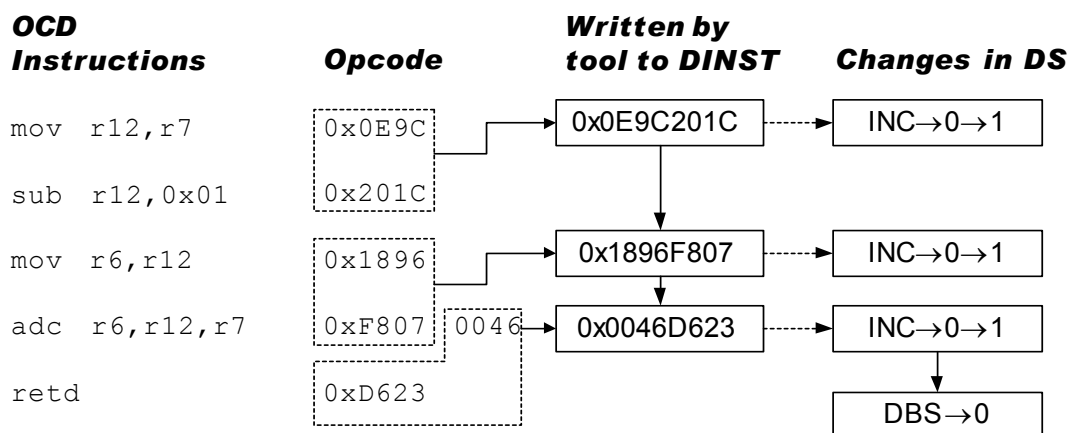 OCD Instructions Opcode Written by tool to DINST Changes in DS
mov r12,r7 0x0E9C 0x0E9C201C INC→0→1
sub r12,0x01 0x201C
mov r6,r12 0x1896 0x1896F807 INC→0→1
adc r6,r12,r7 0xF807 0046 0x0046D623 INC→0→1
retd 0xD623 DBS→0